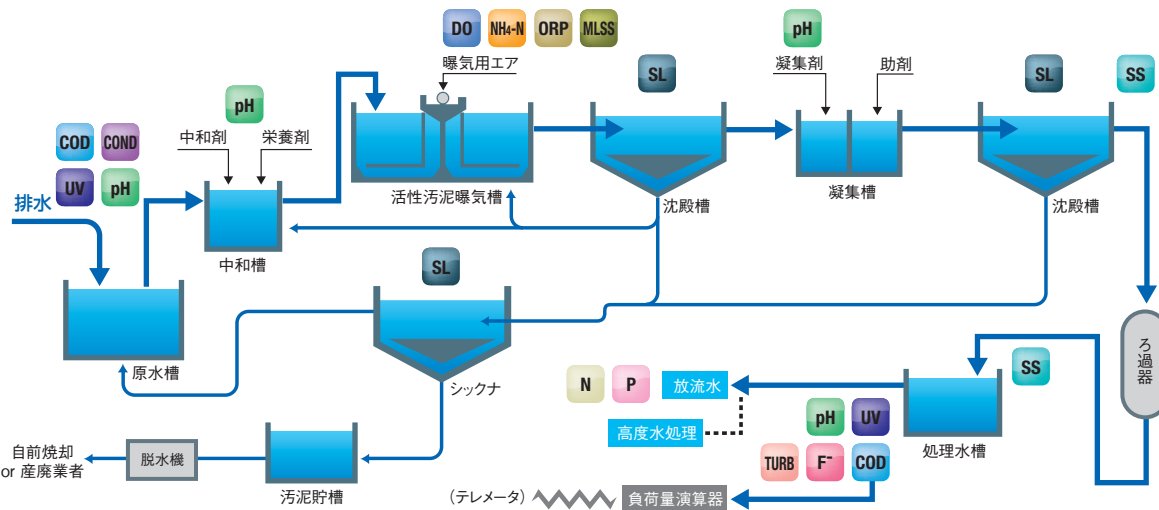 DO
NH₄-N
ORP
MLSS
曝気用エア
pH
凝集剤
助剤
SL
SL
SS
pH
中和剤
栄養剤
COD
COND
UV
pH
排水
活性汚泥曝気槽
沈殿槽
凝集槽
沈殿槽
中和槽
SL
原水槽
シックナ
ろ過器
N
P
放流水
SS
高度水処理
pH
UV
処理水槽
TURB
F⁻
COD
自前焼却
or 産廃業者
脱水機
汚泥貯槽
(テレメータ)
負荷量演算器